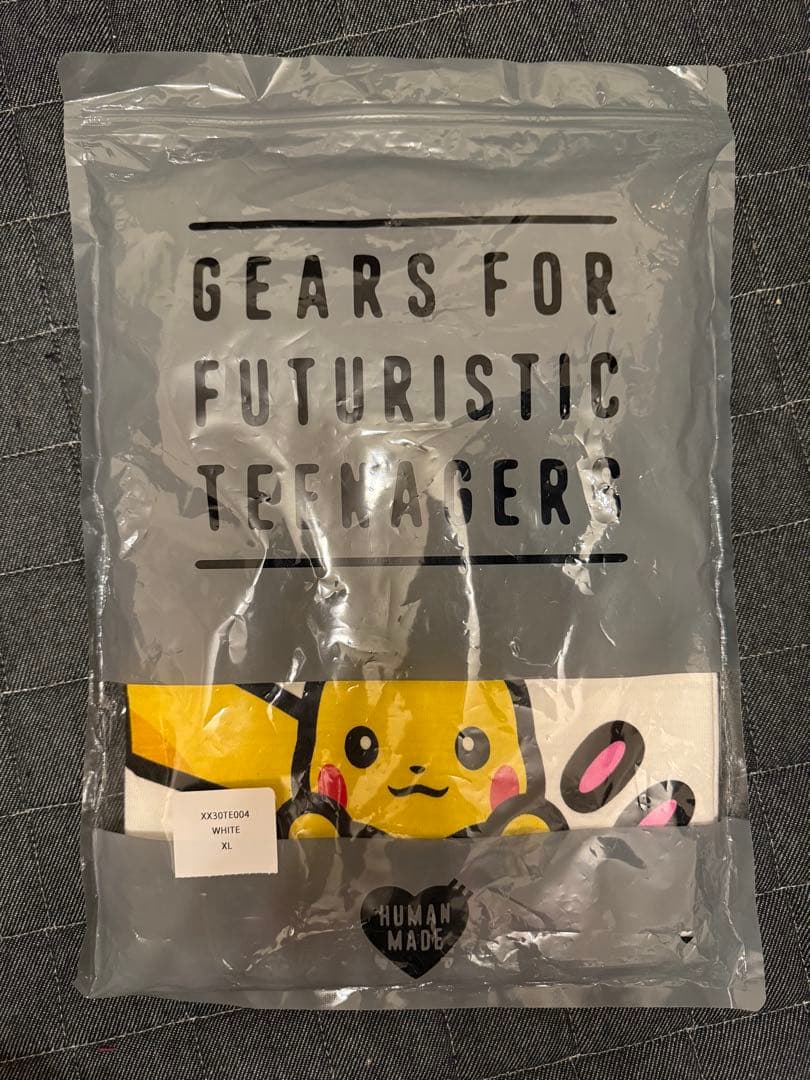 GEARS FOR
FUTURISTIC
TEENAGERS
XX30TE004
WHITE
XL
HUMAN
MADE